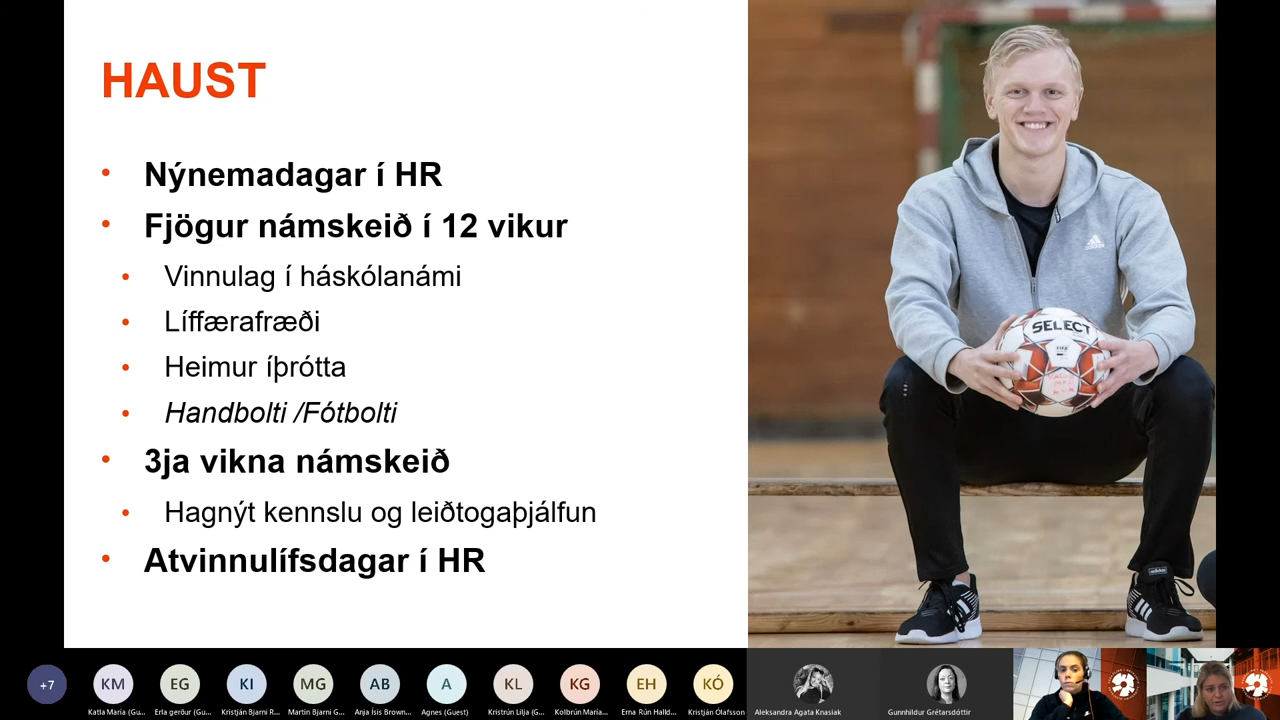 HAUST
• Nýnemadagar í HR
• Fjögur námskeið í 12 vikur
• Vinnulag í háskólanámi
• Líffærafræði
• Heimur íþrótta
• Handbolti /Fótbolti
• 3ja vikna námskeið
• Hagnýt kennslu og leiðtogaþjálfun
• Atvinnulífsdagar í HR
SELECT
adidas
+7
KM
EG
KI
MG
AB
A
KL
KG
EH
KÓ
Katla María (Gu...
Erla gerður (Gu...
Kristján Bjarni R...
Martin Bjarni G...
Anja Ísis Brown...
Agnes (Guest)
Kristrún Lilja (G...
Kolbrún María...
Erna Rún Halld...
Kristján Ólafsson
Aleksandra Agata Knasiak
Gunnhildur Grétarsdóttir